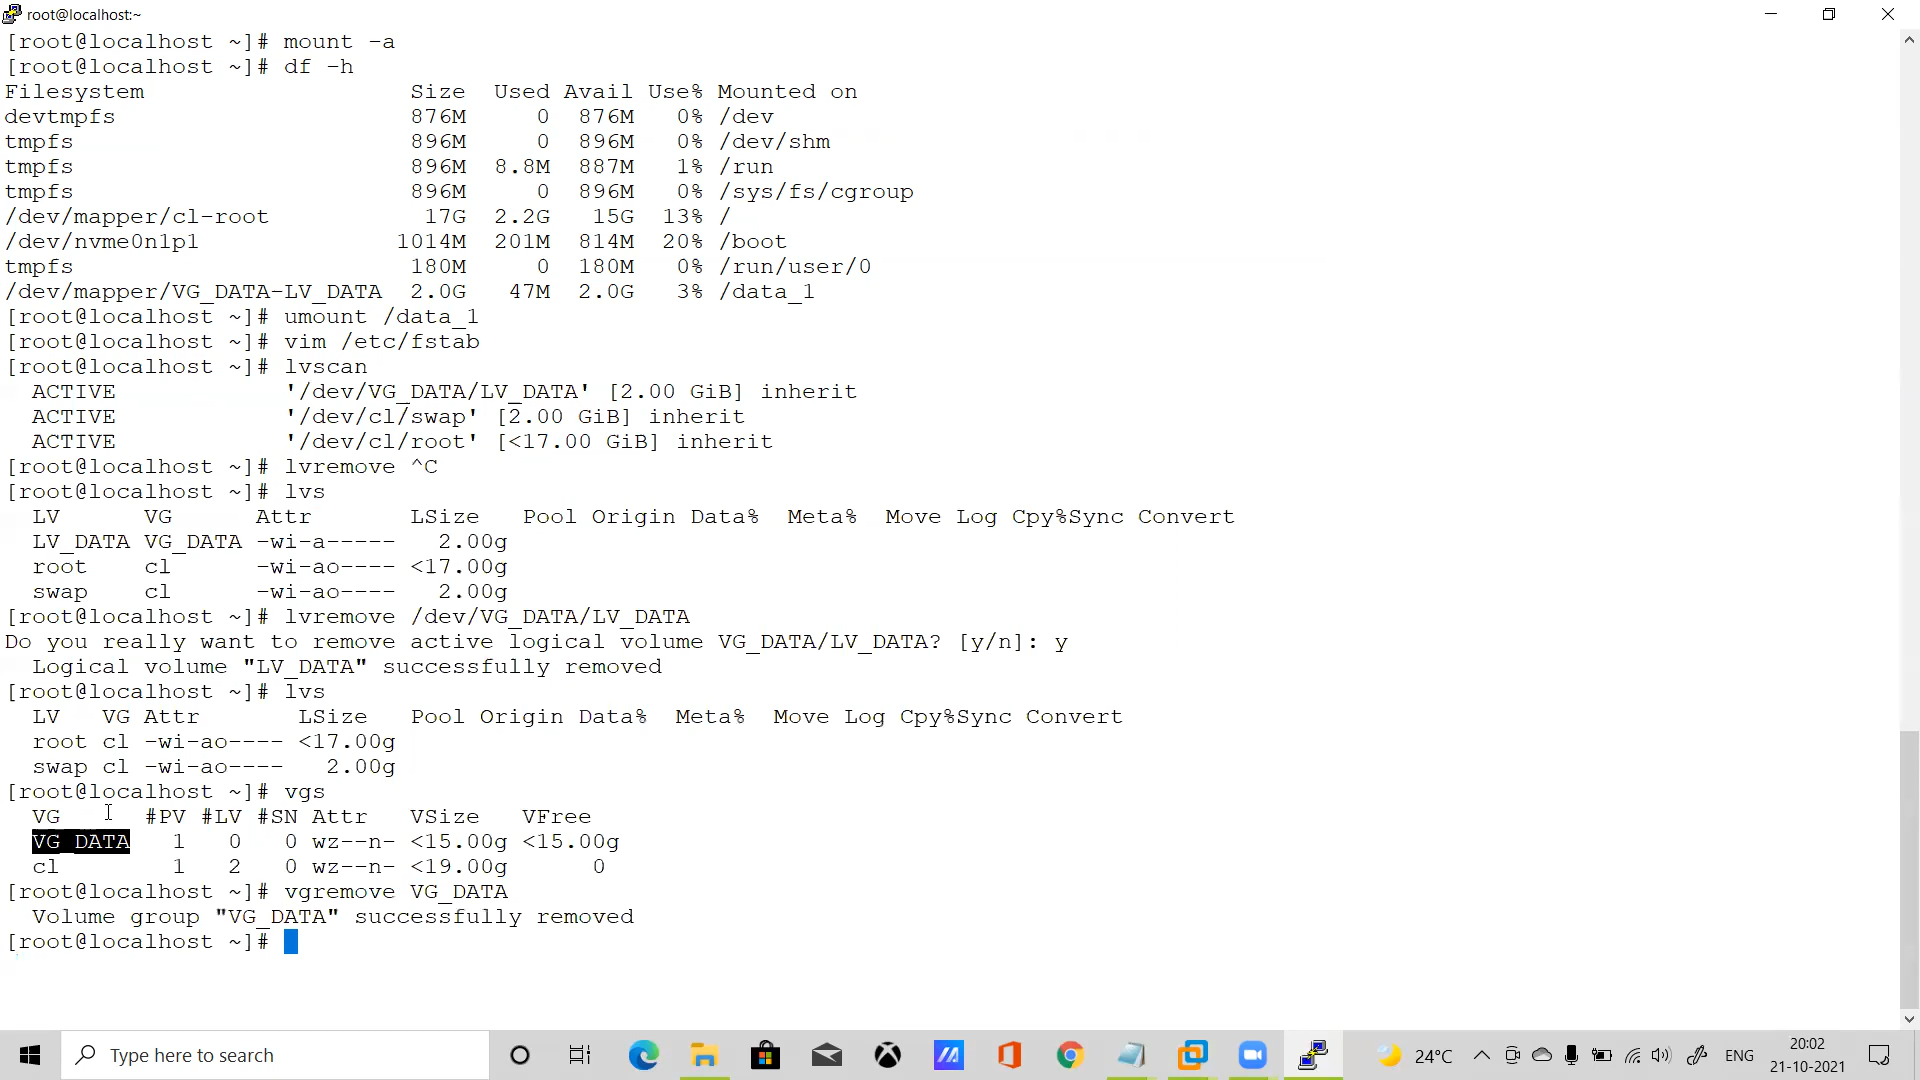 root@localhost:~
[root@localhost ~]# mount -a
[root@localhost ~]# df -h
Filesystem                   Size  Used Avail Use% Mounted on
devtmpfs                     876M     0  876M   0% /dev
tmpfs                        896M     0  896M   0% /dev/shm
tmpfs                        896M  8.8M  887M   1% /run
tmpfs                        896M     0  896M   0% /sys/fs/cgroup
/dev/mapper/cl-root           17G  2.2G   15G  13% /
/dev/nvme0n1p1              1014M  201M  814M  20% /boot
tmpfs                        180M     0  180M   0% /run/user/0
/dev/mapper/VG_DATA-LV_DATA  2.0G   47M  2.0G   3% /data_1
[root@localhost ~]# umount /data_1
[root@localhost ~]# vim /etc/fstab
[root@localhost ~]# lvscan
  ACTIVE            '/dev/VG_DATA/LV_DATA' [2.00 GiB] inherit
  ACTIVE            '/dev/cl/swap' [2.00 GiB] inherit
  ACTIVE            '/dev/cl/root' [<17.00 GiB] inherit
[root@localhost ~]# lvremove ^C
[root@localhost ~]# lvs
  LV      VG      Attr       LSize   Pool Origin Data%  Meta%  Move Log Cpy%Sync Convert
  LV_DATA VG_DATA -wi-a-----   2.00g
  root    cl      -wi-ao---- <17.00g
  swap    cl      -wi-ao----   2.00g
[root@localhost ~]# lvremove /dev/VG_DATA/LV_DATA
Do you really want to remove active logical volume VG_DATA/LV_DATA? [y/n]: y
  Logical volume "LV_DATA" successfully removed
[root@localhost ~]# lvs
  LV   VG Attr       LSize   Pool Origin Data%  Meta%  Move Log Cpy%Sync Convert
  root cl -wi-ao---- <17.00g
  swap cl -wi-ao----   2.00g
[root@localhost ~]# vgs
  VG      #PV #LV #SN Attr   VSize   VFree
  VG_DATA   1   0   0 wz--n- <15.00g <15.00g
  cl        1   2   0 wz--n- <19.00g      0
[root@localhost ~]# vgremove VG_DATA
  Volume group "VG_DATA" successfully removed
[root@localhost ~]#
Type here to search
24°C
ENG
20:02
21-10-2021